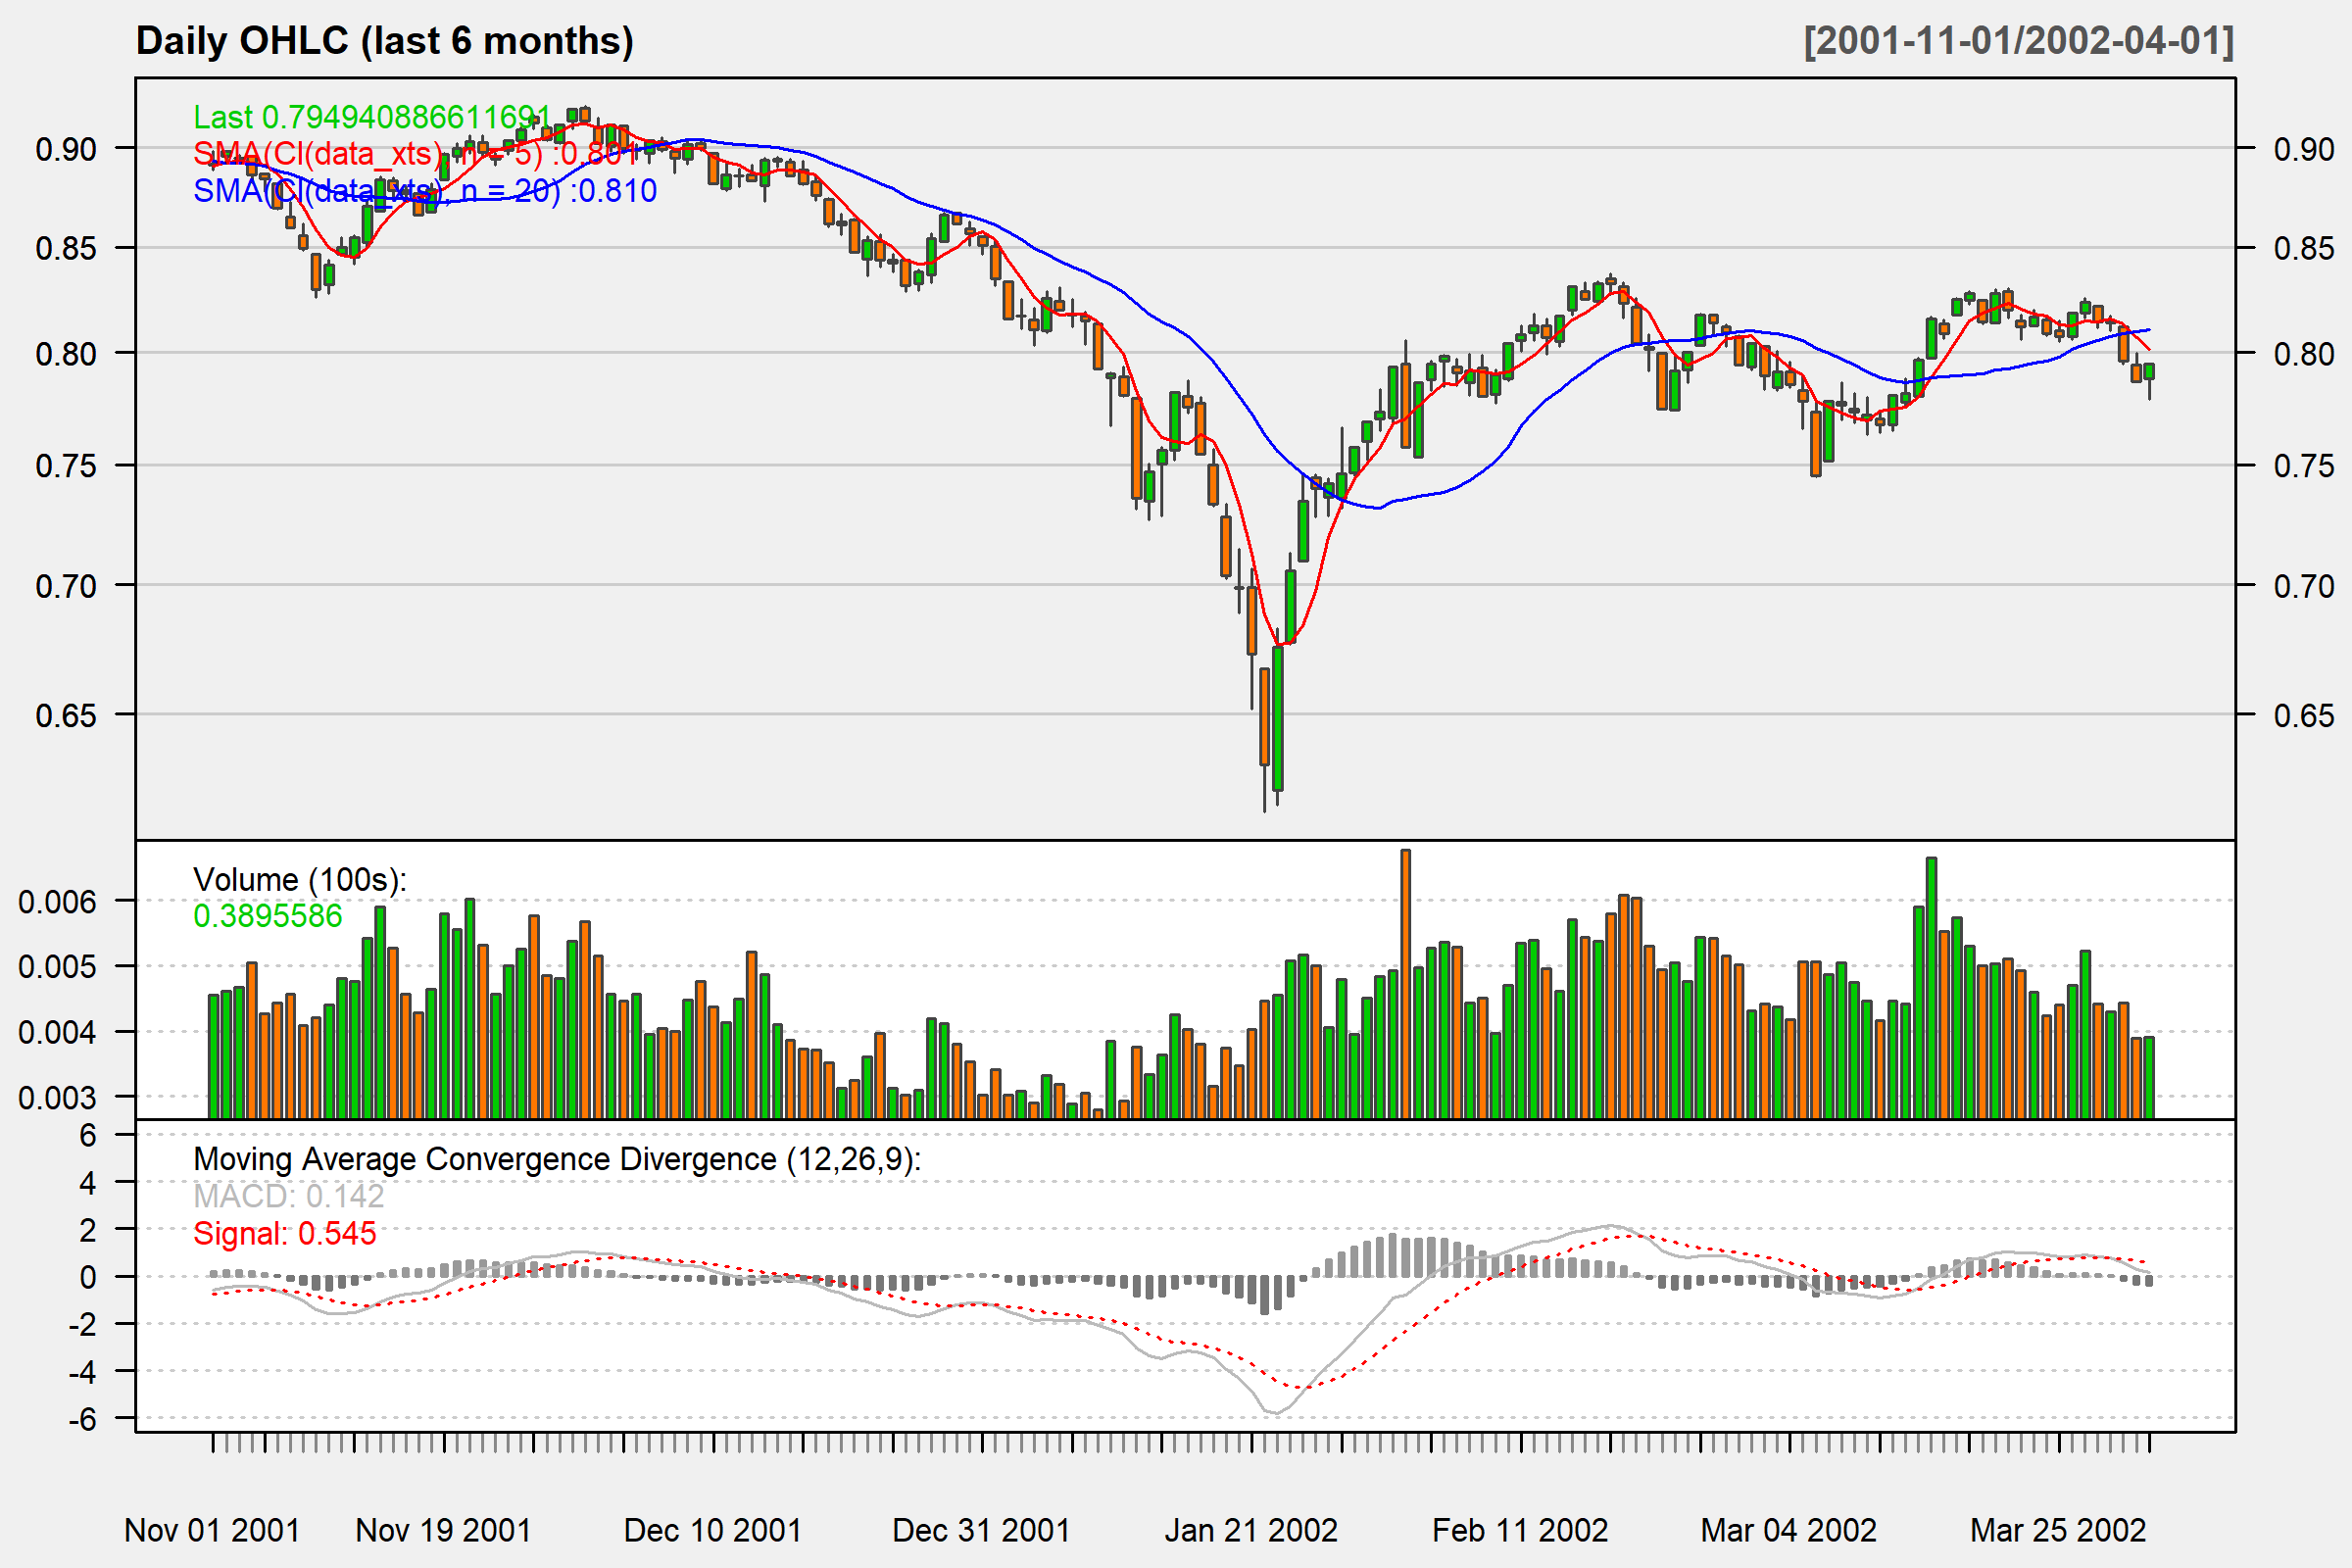 Daily OHLC (last 6 months)
[2001-11-01/2002-04-01]
Last 0.794940886611691
SMA(Cl(data_xts), n = 5) :0.801
SMA(Cl(data_xts), n = 20) :0.810
0.90
0.85
0.80
0.75
0.70
0.65
0.90
0.85
0.80
0.75
0.70
0.65
Volume (100s):
0.3895586
0.006
0.005
0.004
0.003
Moving Average Convergence Divergence (12,26,9):
MACD: 0.142
Signal: 0.545
6
4
2
0
-2
-4
-6
Nov 01 2001 Nov 19 2001 Dec 10 2001 Dec 31 2001 Jan 21 2002 Feb 11 2002 Mar 04 2002 Mar 25 2002